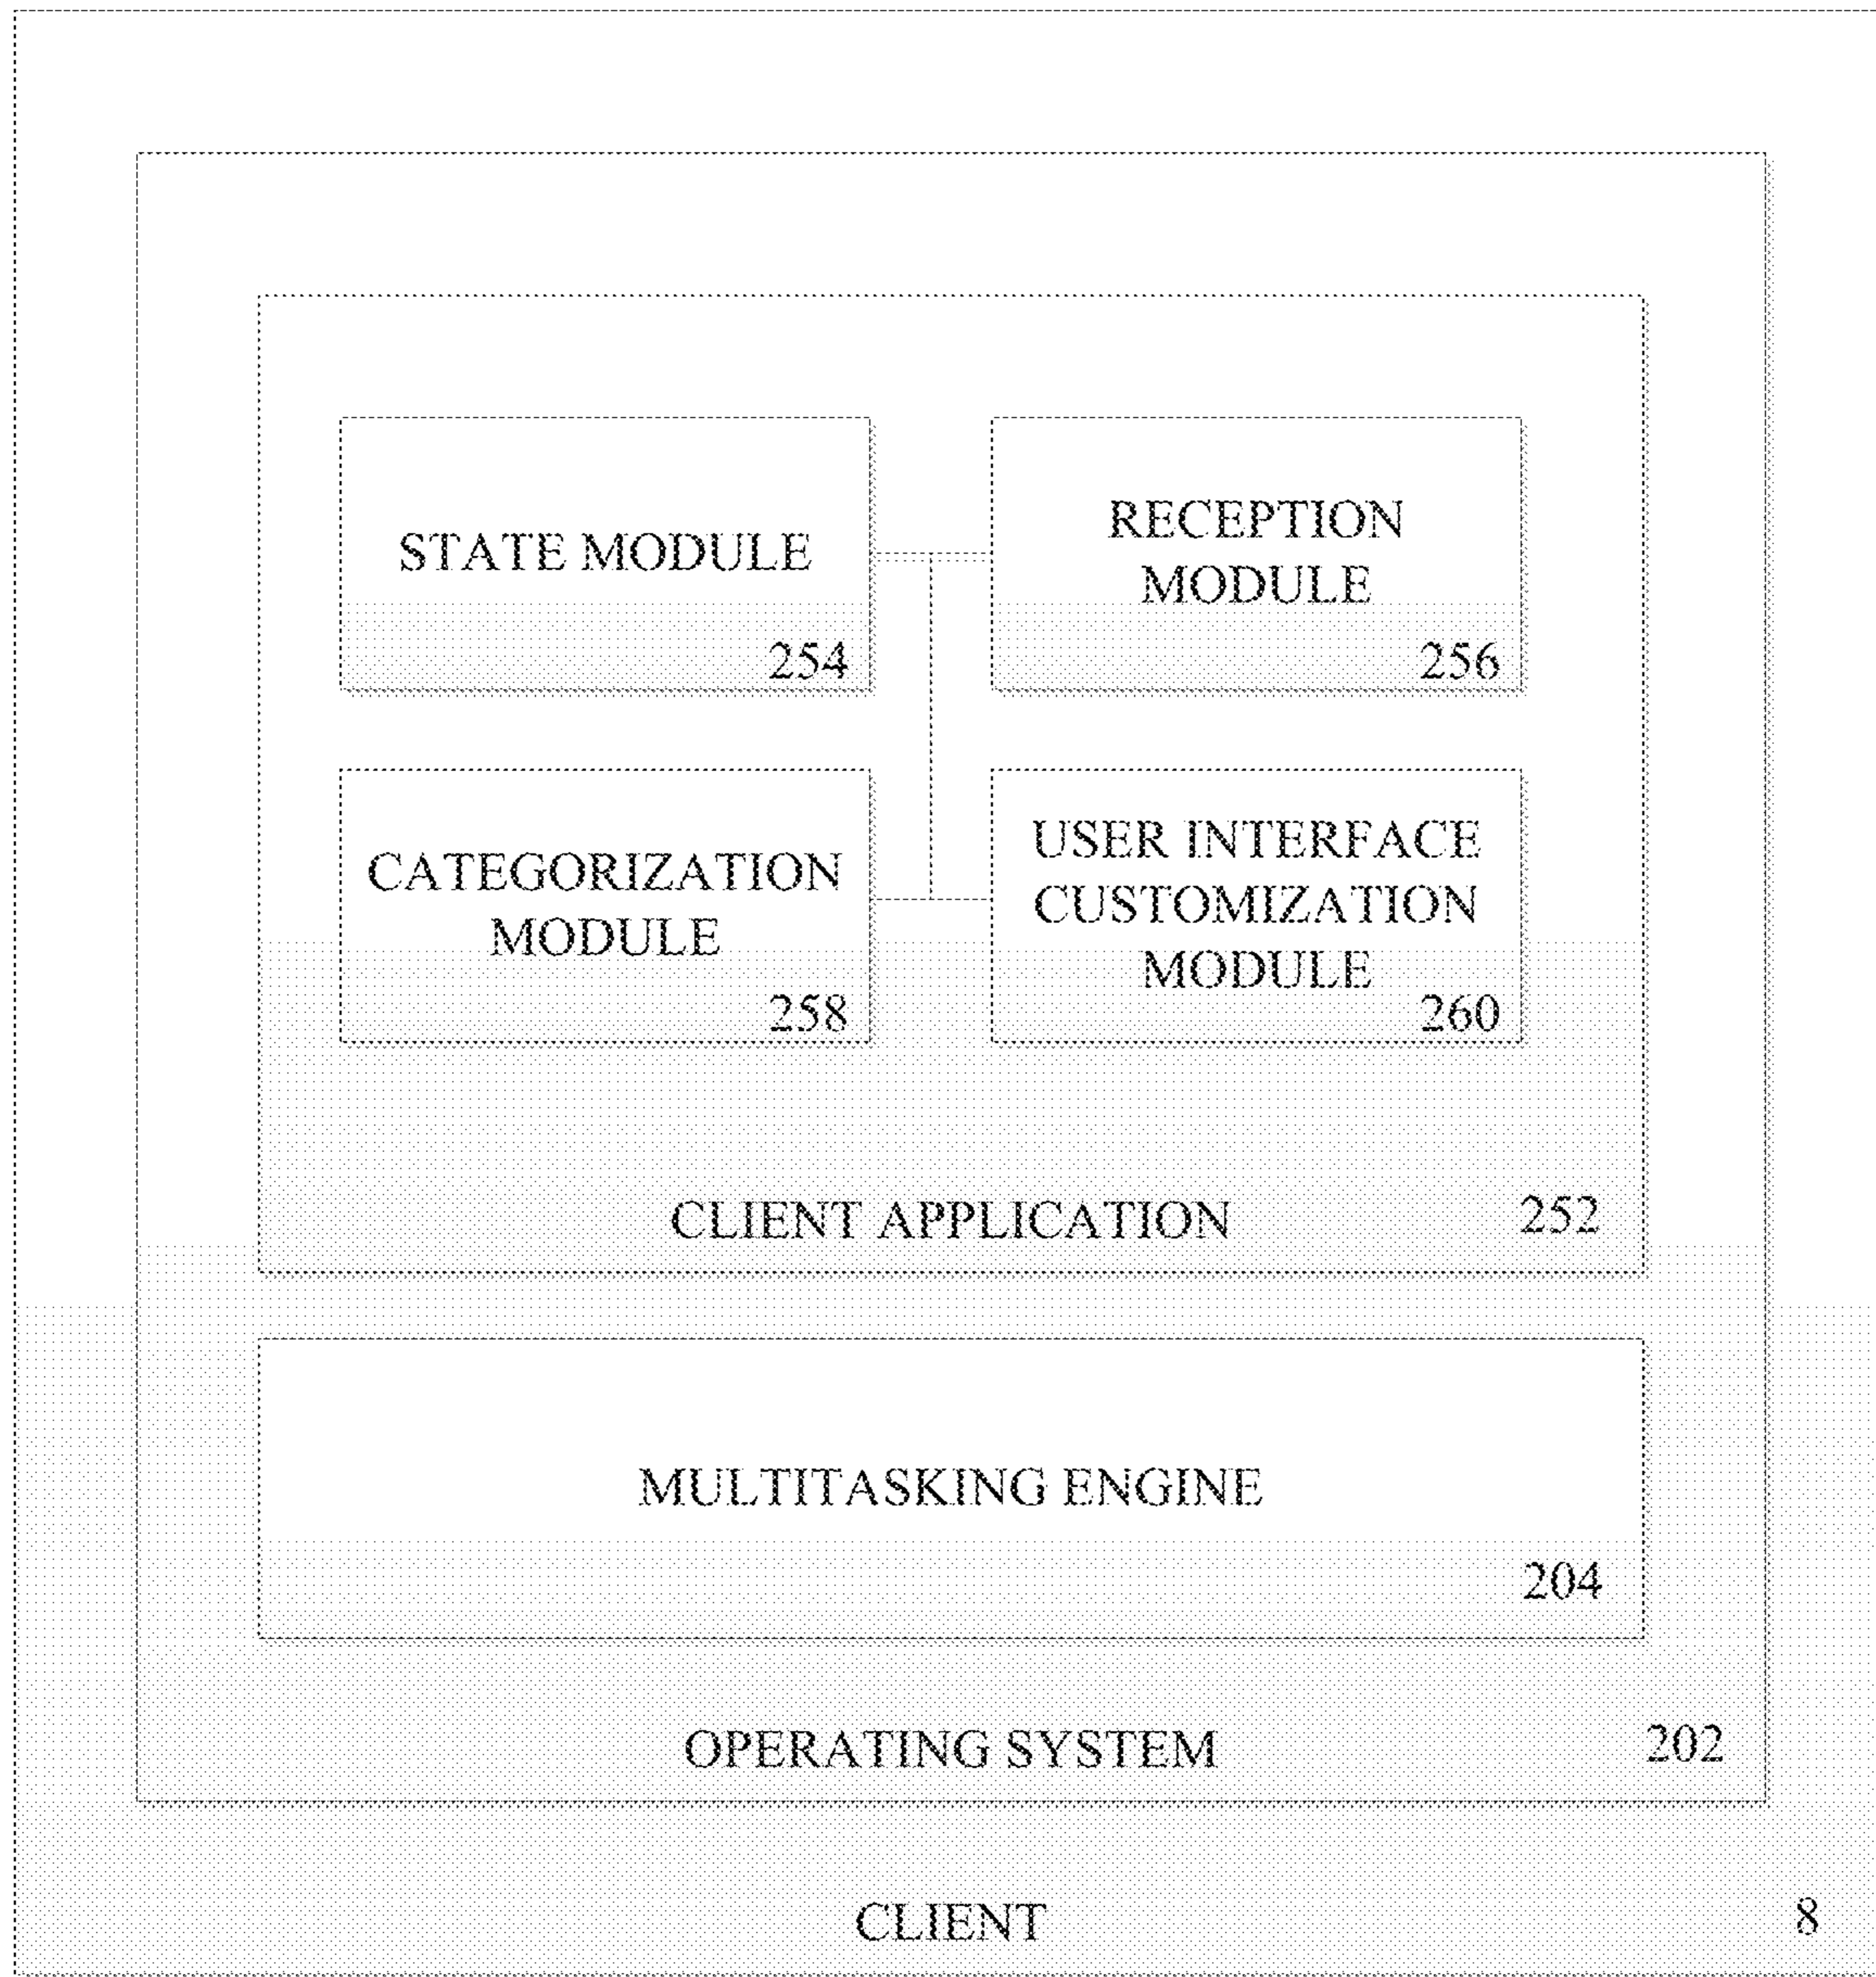 STATE MODULE
254
RECEPTION
MODULE
256
CATEGORIZATION
MODULE
258
USER INTERFACE
CUSTOMIZATION
MODULE
260
CLIENT APPLICATION
252
MULTITASKING ENGINE
204
OPERATING SYSTEM
202
CLIENT
8